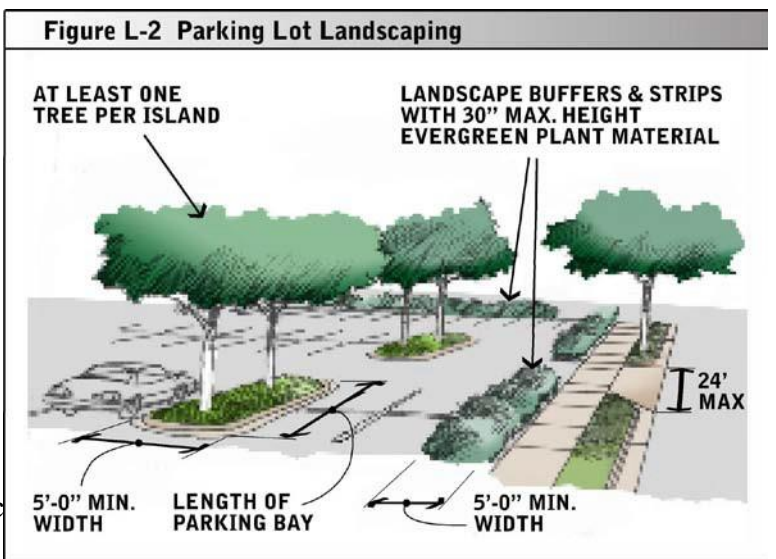 Figure L-2 Parking Lot Landscaping
AT LEAST ONE
TREE PER ISLAND
LANDSCAPE BUFFERS & STRIPS
WITH 30” MAX. HEIGHT
EVERGREEN PLANT MATERIAL
24’
MAX
5’-0” MIN.
WIDTH
LENGTH OF
PARKING BAY
5’-0” MIN.
WIDTH